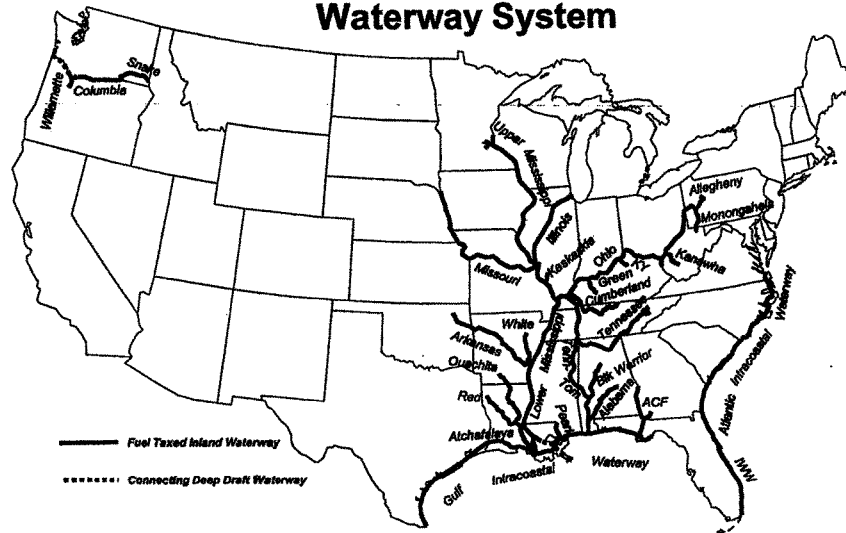 Waterway System
Snake
Willamette
Columbia
Upper Mississippi
Illinois
Allegheny
Monongahela
Missouri
Kaskaskia
Ohio
Kanawha
Green
Cumberland
Tennessee
White
Arkansas
Ouachita
Red
Lower Mississippi
Tenn
Tom
Blk Warrior
Alabama
ACF
Pearl
Atchafalaya
Gulf Intracoastal Waterway
Atlantic Intracoastal Waterway
IWW
Fuel Taxed Inland Waterway
Connecting Deep Draft Waterway